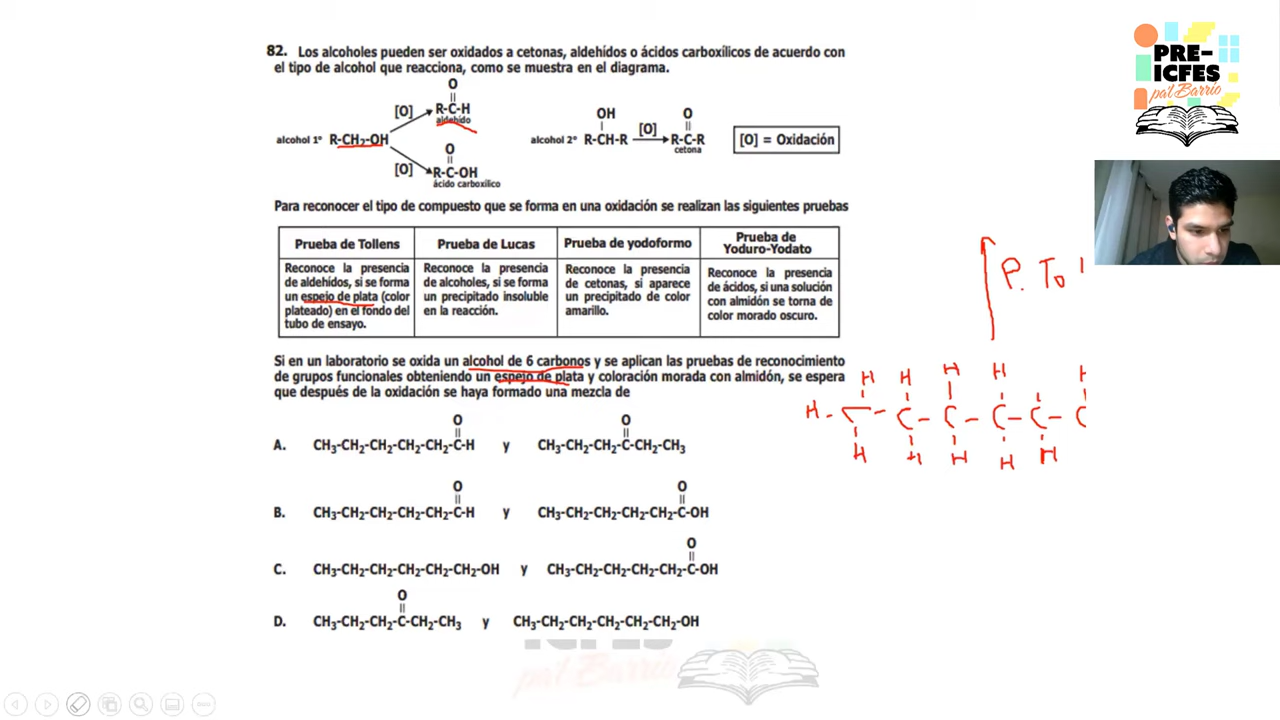 82. Los alcoholes pueden ser oxidados a cetonas, aldehídos o ácidos carboxílicos de acuerdo con
el tipo de alcohol que reacciona, como se muestra en el diagrama.
alcohol 1° R-CH2-OH
[O]
O
||
R-C-H
aldehído
[O]
O
||
R-C-OH
ácido carboxílico
OH
|
alcohol 2° R-CH-R
[O]
O
||
R-C-R
cetona
[O] = Oxidación
Para reconocer el tipo de compuesto que se forma en una oxidación se realizan las siguientes pruebas
Prueba de Tollens
Reconoce la presencia
de aldehídos, si se forma
un espejo de plata (color
plateado) en el fondo del
tubo de ensayo.
Prueba de Lucas
Reconoce la presencia
de alcoholes, si se forma
un precipitado insoluble
en la reacción.
Prueba de yodoformo
Reconoce la presencia
de cetonas, si aparece
un precipitado de color
amarillo.
Prueba de
Yoduro-Yodato
Reconoce la presencia
de ácidos, si una solución
con almidón se torna de
color morado oscuro.
Si en un laboratorio se oxida un alcohol de 6 carbonos y se aplican las pruebas de reconocimiento
de grupos funcionales obteniendo un espejo de plata y coloración morada con almidón, se espera
que después de la oxidación se haya formado una mezcla de
O O
|| ||
A. CH3-CH2-CH2-CH2-CH2-C-H y CH3-CH2-CH2-C-CH2-CH3
O O
|| ||
B. CH3-CH2-CH2-CH2-CH2-C-H y CH3-CH2-CH2-CH2-CH2-C-OH
O
||
C. CH3-CH2-CH2-CH2-CH2-CH2-OH y CH3-CH2-CH2-CH2-CH2-C-OH
O
||
D. CH3-CH2-CH2-C-CH2-CH3 y CH3-CH2-CH2-CH2-CH2-CH2-OH
PRE-
ICFES
pat Barrio
P. To
H H H H H
H - C - C - C - C - C - C
H H H H H
ICFES
pat Barrio